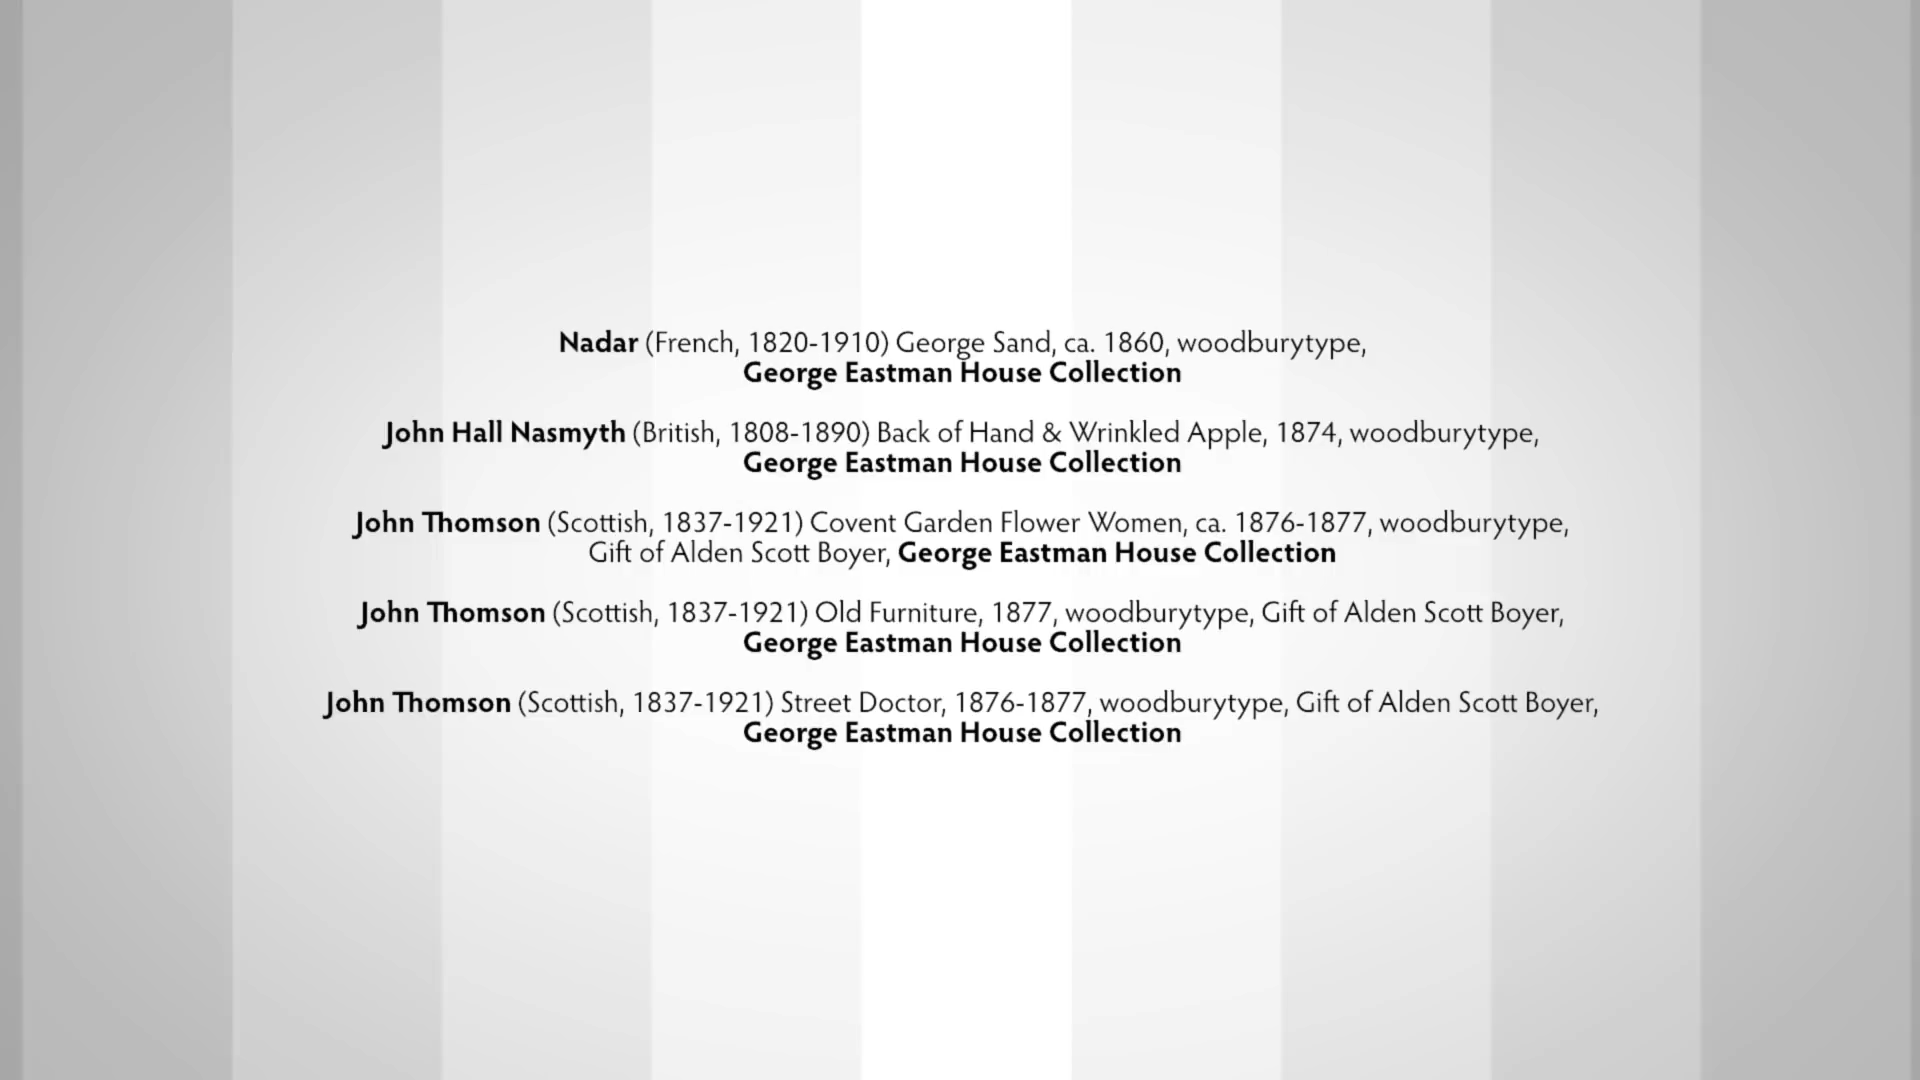 Nadar (French, 1820-1910) George Sand, ca. 1860, woodburytype,
George Eastman House Collection
John Hall Nasmyth (British, 1808-1890) Back of Hand & Wrinkled Apple, 1874, woodburytype,
George Eastman House Collection
John Thomson (Scottish, 1837-1921) Covent Garden Flower Women, ca. 1876-1877, woodburytype,
Gift of Alden Scott Boyer, George Eastman House Collection
John Thomson (Scottish, 1837-1921) Old Furniture, 1877, woodburytype, Gift of Alden Scott Boyer,
George Eastman House Collection
John Thomson (Scottish, 1837-1921) Street Doctor, 1876-1877, woodburytype, Gift of Alden Scott Boyer,
George Eastman House Collection